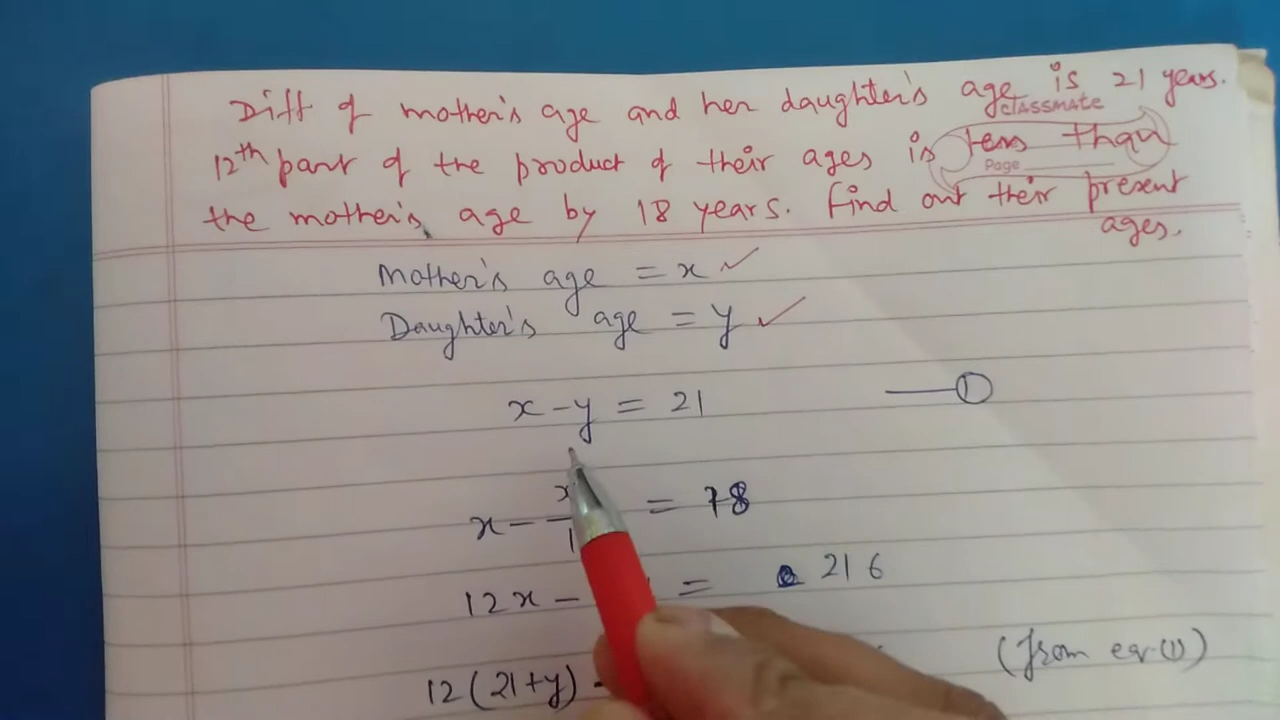 Diff of mother's age and her daughter's age is 21 years.
CLASSMATE
12th part of the product of their ages is less than
Page
the mother's age by 18 years. Find out their present
ages.
Mother's age = x ✓
Daughter's age = y ✓
x - y = 21 —①
x - x/1 = 18
12x - = 216
12(21+y) - (from eq (1))